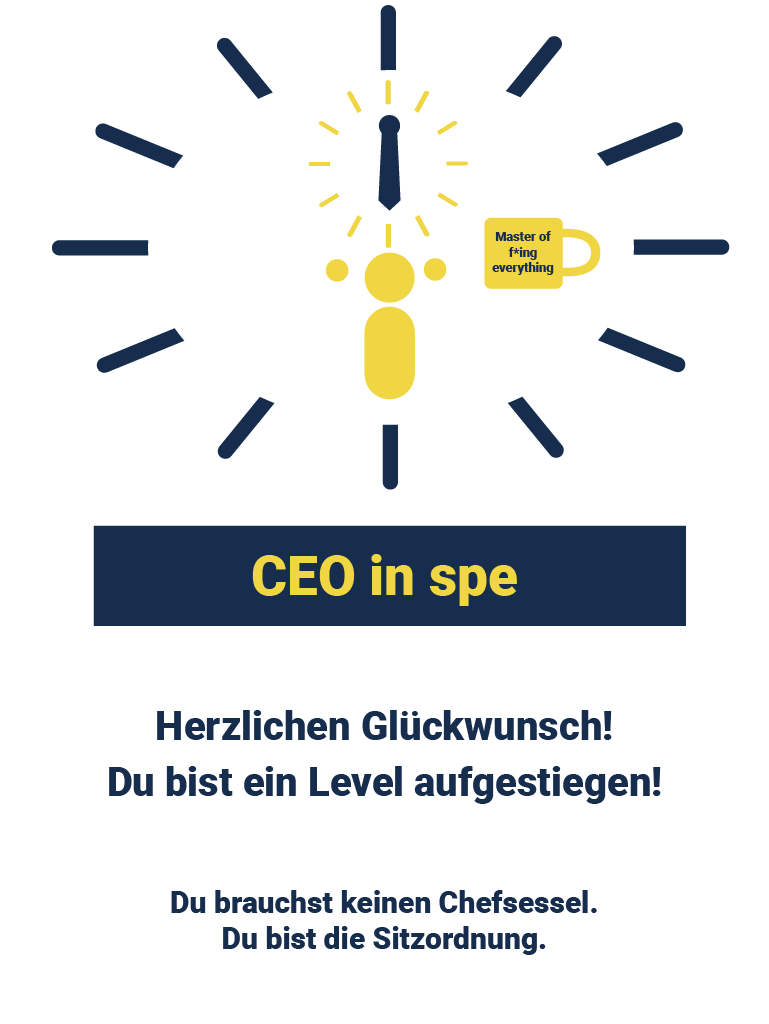 Master of
f*ing
everything
CEO in spe
Herzlichen Glückwunsch!
Du bist ein Level aufgestiegen!
Du brauchst keinen Chefsessel.
Du bist die Sitzordnung.